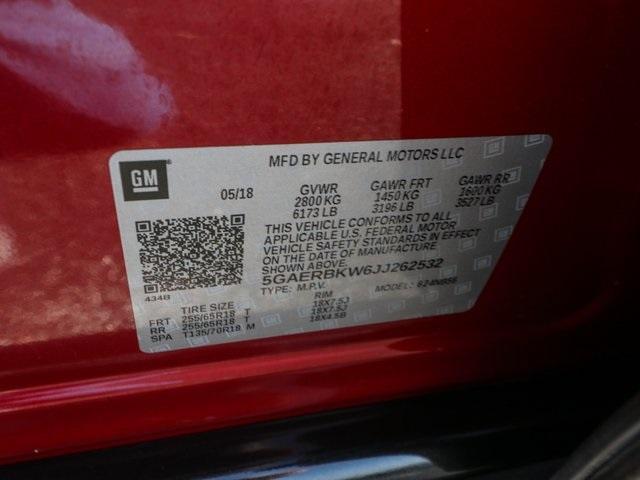 GM
MFD BY GENERAL MOTORS LLC
05/18
GVWR GAWR FRT GAWR RR
2800 KG 1450 KG 1600 KG
6173 LB 3196 LB 3527 LB
THIS VEHICLE CONFORMS TO ALL
APPLICABLE U.S. FEDERAL MOTOR
VEHICLE SAFETY STANDARDS IN EFFECT
ON THE DATE OF MANUFACTURE
SHOWN ABOVE.
5GAERBKW6JJ262532
434B
TYPE: M.P.V. MODEL:
TIRE SIZE RIM
FRT 255/65R18 T 18X7.5J
RR 255/65R18 T 18X7.5J
SPA T135/70R18 M 18X4.5B